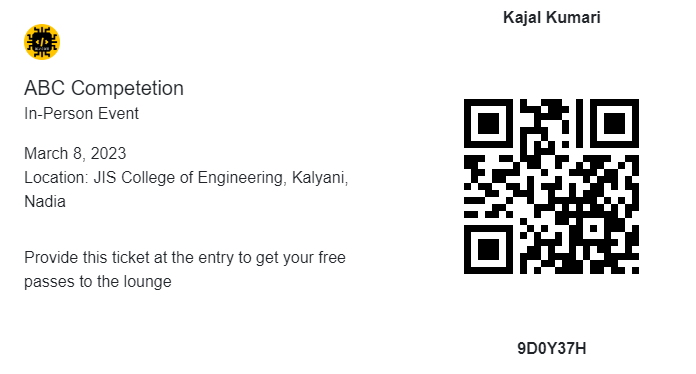 Kajal Kumari
ABC Competetion
In-Person Event
March 8, 2023
Location: JIS College of Engineering, Kalyani,
Nadia
Provide this ticket at the entry to get your free
passes to the lounge
9D0Y37H